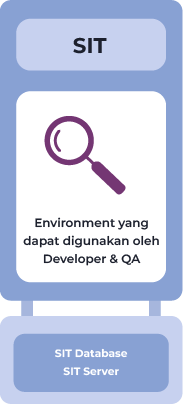 SIT
Environment yang
dapat digunakan oleh
Developer & QA
SIT Database
SIT Server